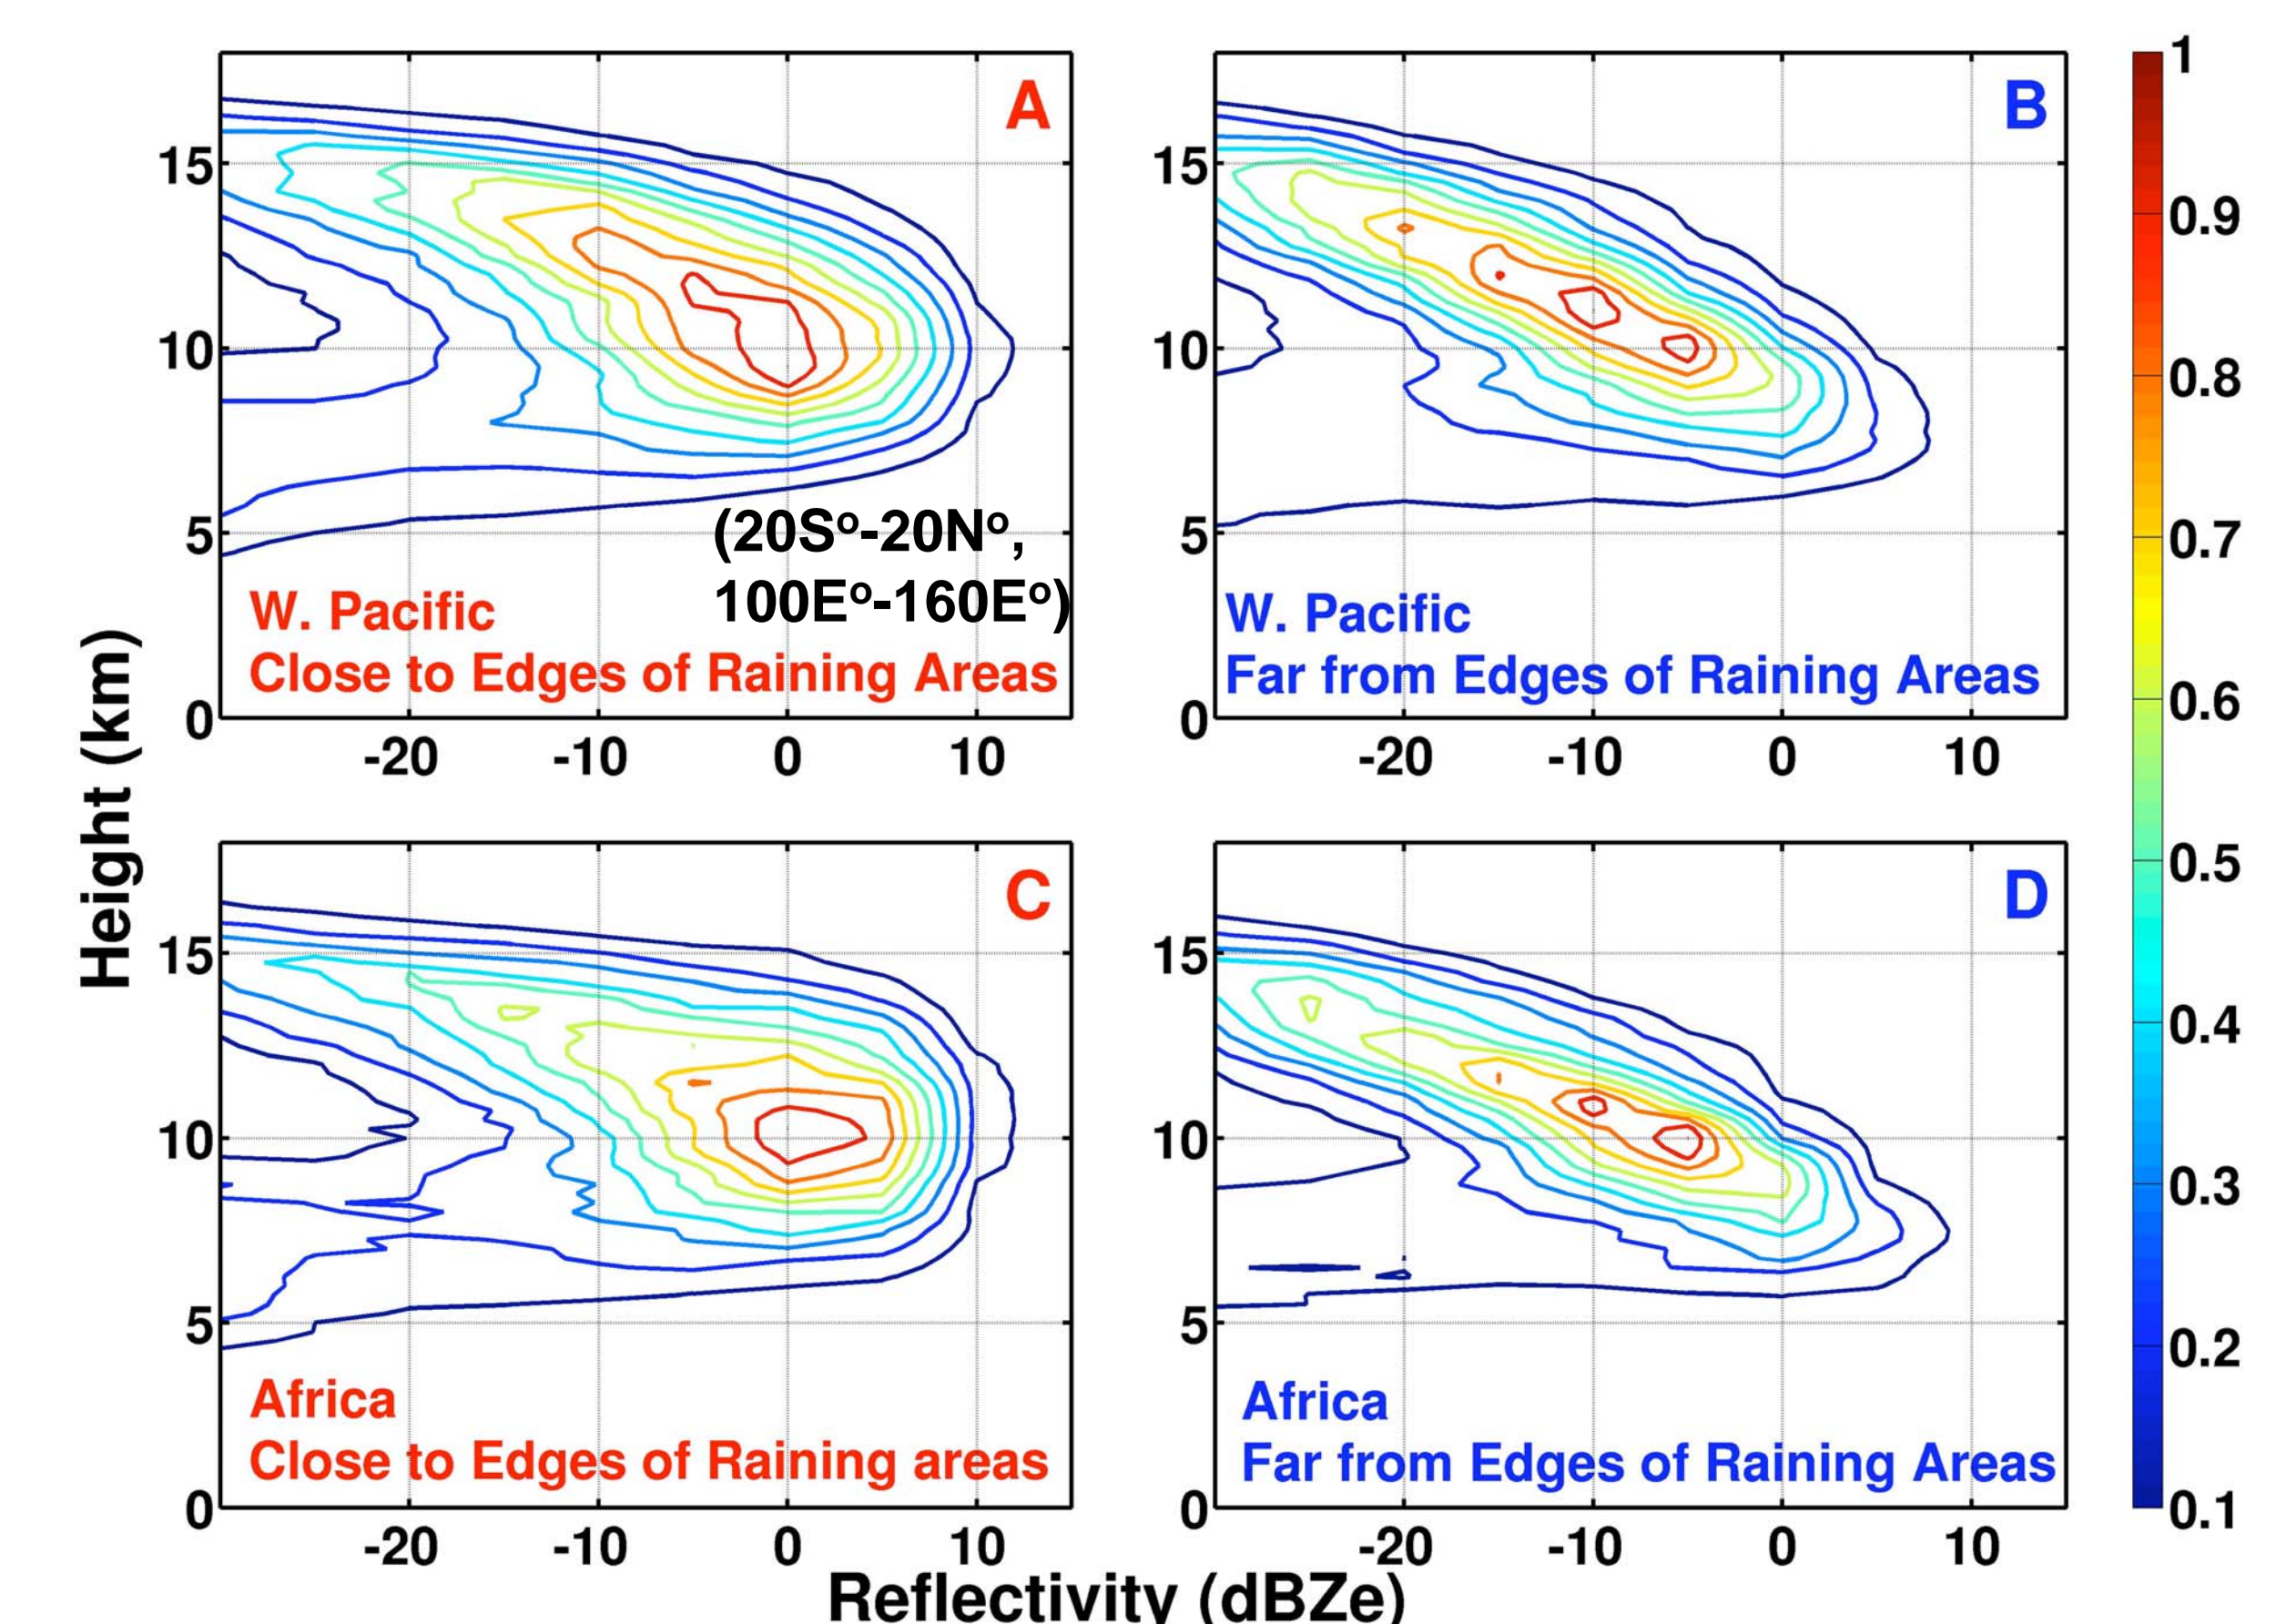 A
15
10
5
0
-20
-10
0
10
(20Sº-20Nº,
100Eº-160Eº)
W. Pacific
Close to Edges of Raining Areas
B
15
10
5
0
-20
-10
0
10
W. Pacific
Far from Edges of Raining Areas
Height (km)
C
15
10
5
0
-20
-10
0
10
Africa
Close to Edges of Raining areas
D
15
10
5
0
-20
-10
0
10
Africa
Far from Edges of Raining Areas
Reflectivity (dBZe)
1
0.9
0.8
0.7
0.6
0.5
0.4
0.3
0.2
0.1